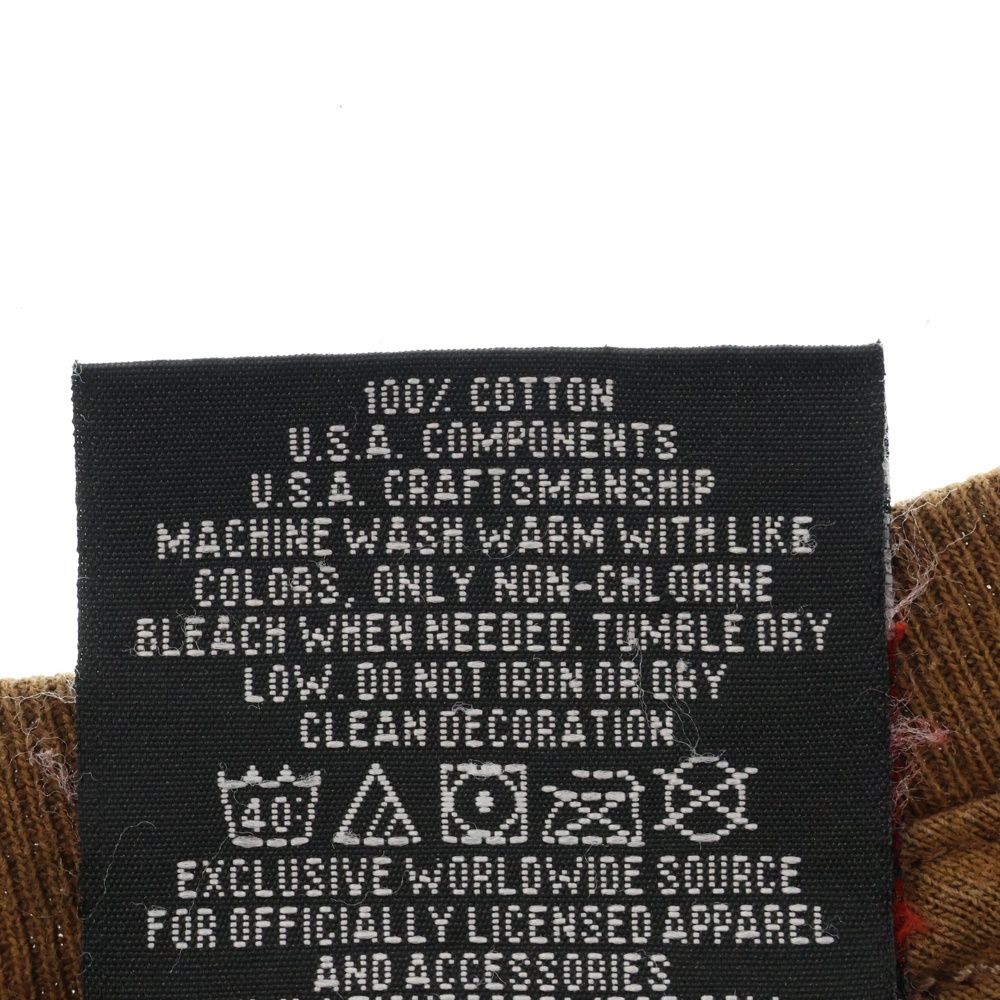 100% COTTON
U.S.A. COMPONENTS
U.S.A. CRAFTSMANSHIP
MACHINE WASH WARM WITH LIKE
COLORS, ONLY NON-CHLORINE
BLEACH WHEN NEEDED. TUMBLE DRY
LOW. DO NOT IRON OR DRY
CLEAN DECORATION
40°
EXCLUSIVE WORLDWIDE SOURCE
FOR OFFICIALLY LICENSED APPAREL
AND ACCESSORIES